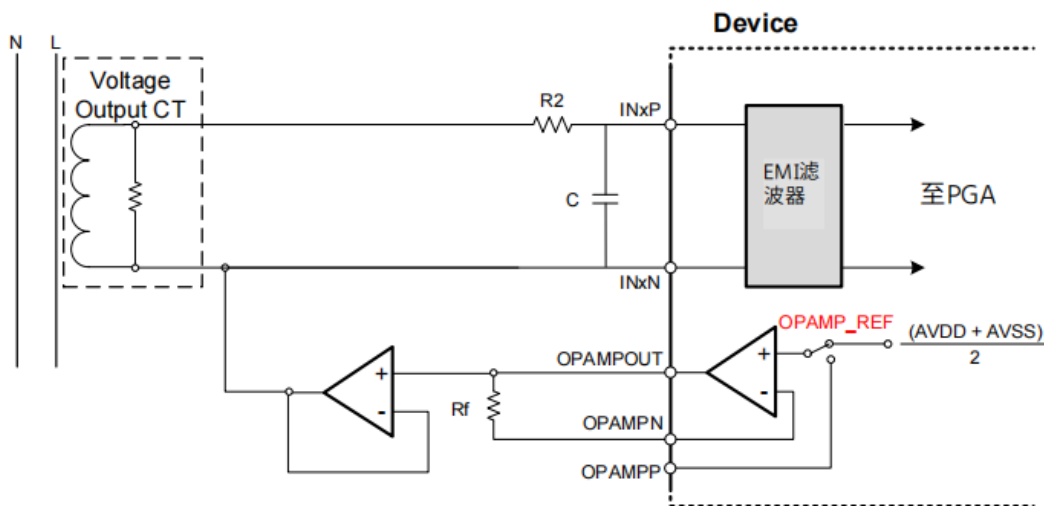 Device
N
L
Voltage
Output CT
R2
INxP
EMI滤
波器
至PGA
C
INxN
OPAMP_REF
(AVDD + AVSS)
2
OPAMPOUT
+
-
+
-
Rf
OPAMPN
OPAMPP